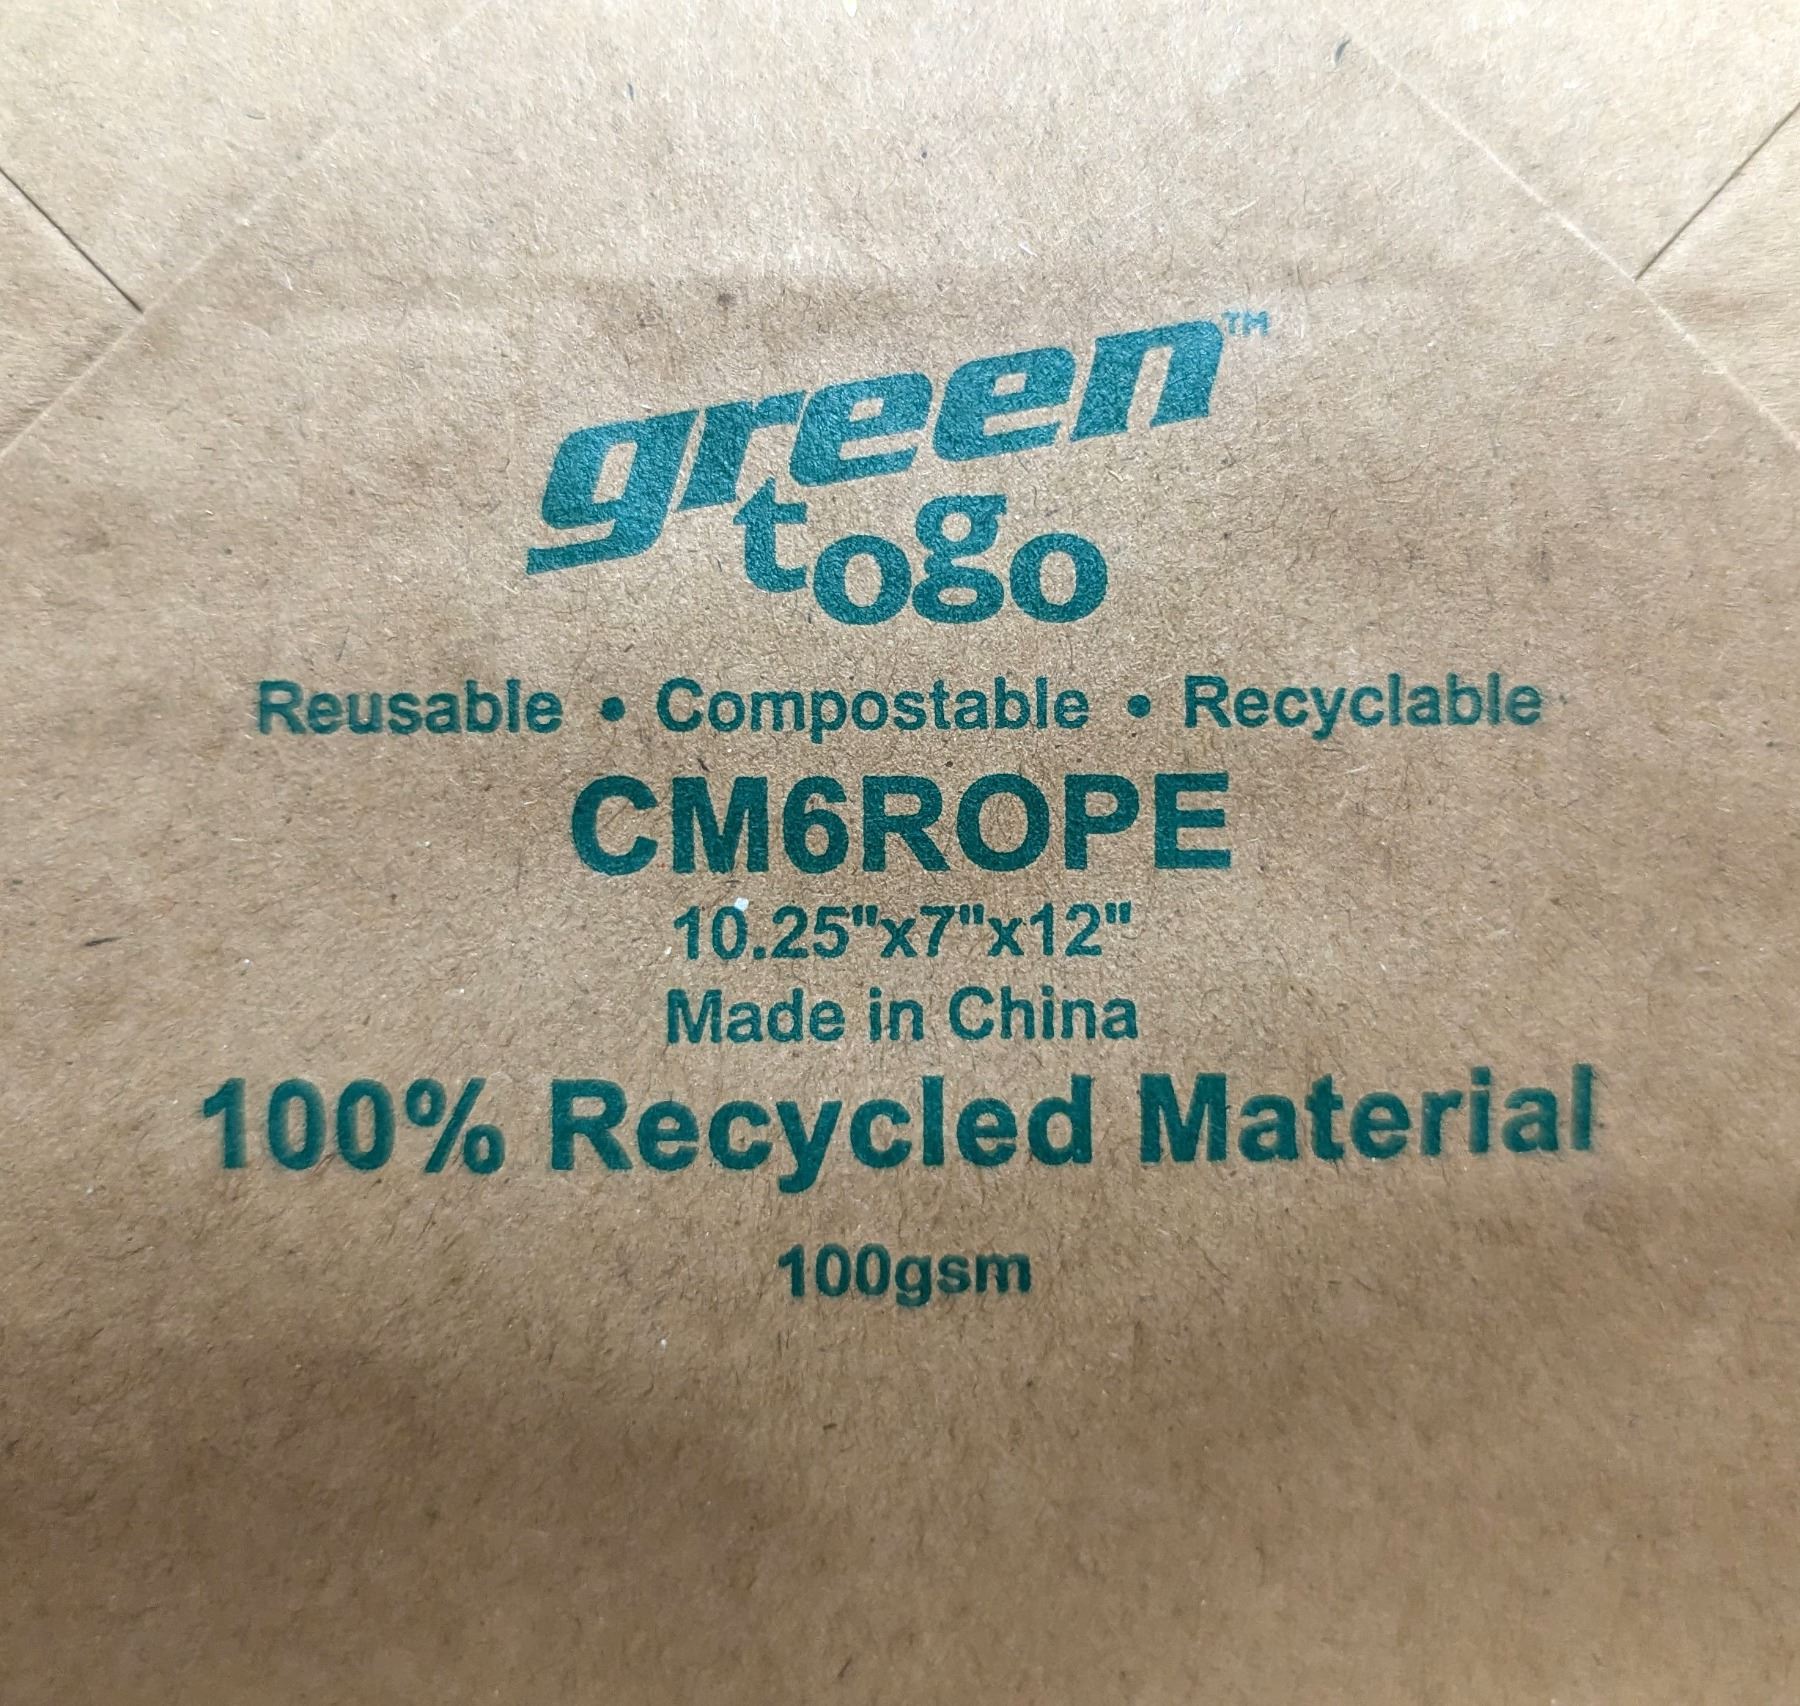 green™
togo
Reusable • Compostable • Recyclable
CM6ROPE
10.25"x7"x12"
Made in China
100% Recycled Material
100gsm